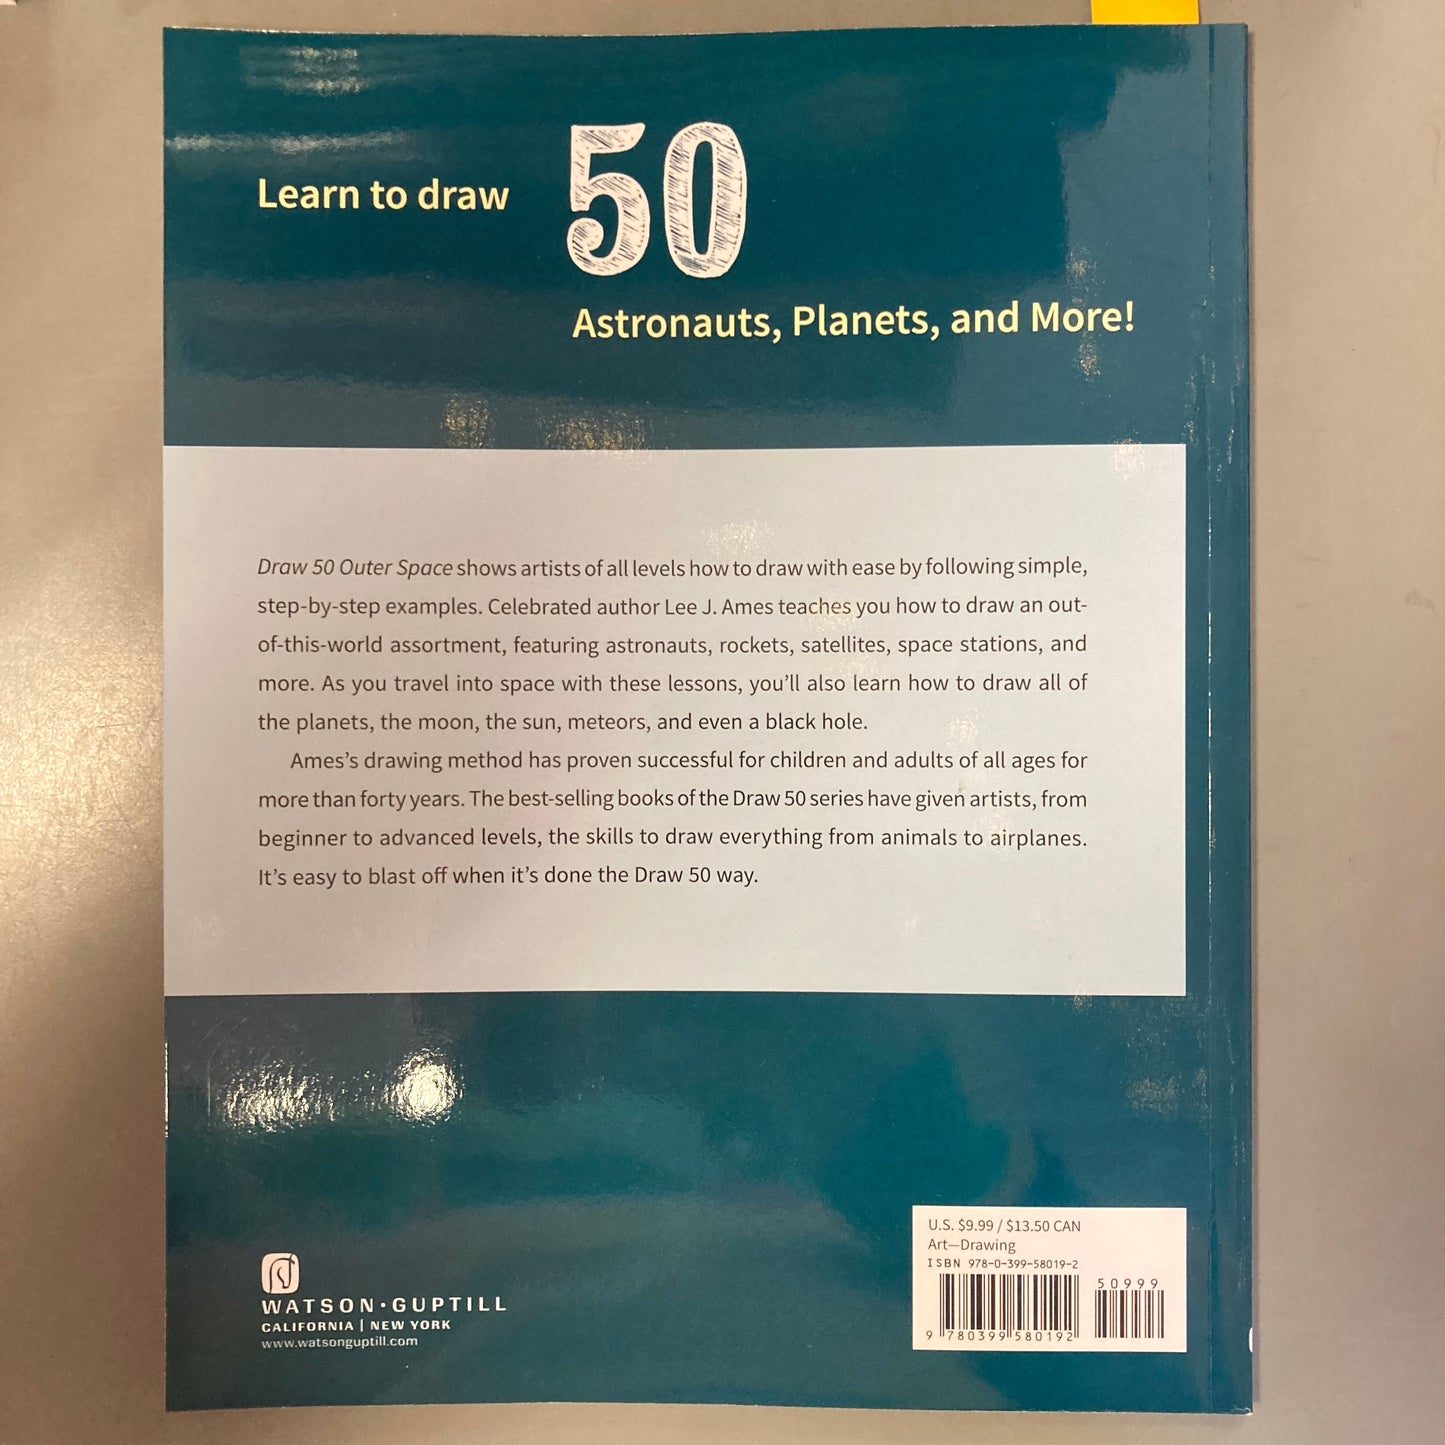 Learn to draw 50
Astronauts, Planets, and More!
Draw 50 Outer Space shows artists of all levels how to draw with ease by following simple,
step-by-step examples. Celebrated author Lee J. Ames teaches you how to draw an out-
of-this-world assortment, featuring astronauts, rockets, satellites, space stations, and
more. As you travel into space with these lessons, you’ll also learn how to draw all of
the planets, the moon, the sun, meteors, and even a black hole.
Ames’s drawing method has proven successful for children and adults of all ages for
more than forty years. The best-selling books of the Draw 50 series have given artists, from
beginner to advanced levels, the skills to draw everything from animals to airplanes.
It’s easy to blast off when it’s done the Draw 50 way.
WATSON·GUPTILL
CALIFORNIA | NEW YORK
www.watsonguptill.com
U.S. $9.99 / $13.50 CAN
Art—Drawing
ISBN 978-0-399-58019-2
50999
9 780399 580192